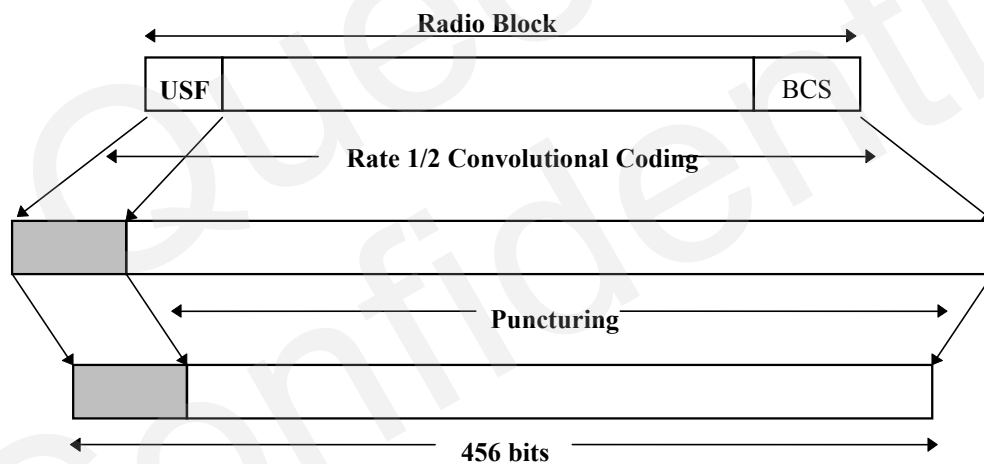 Radio Block
USF
BCS
Rate 1/2 Convolutional Coding
Puncturing
456 bits